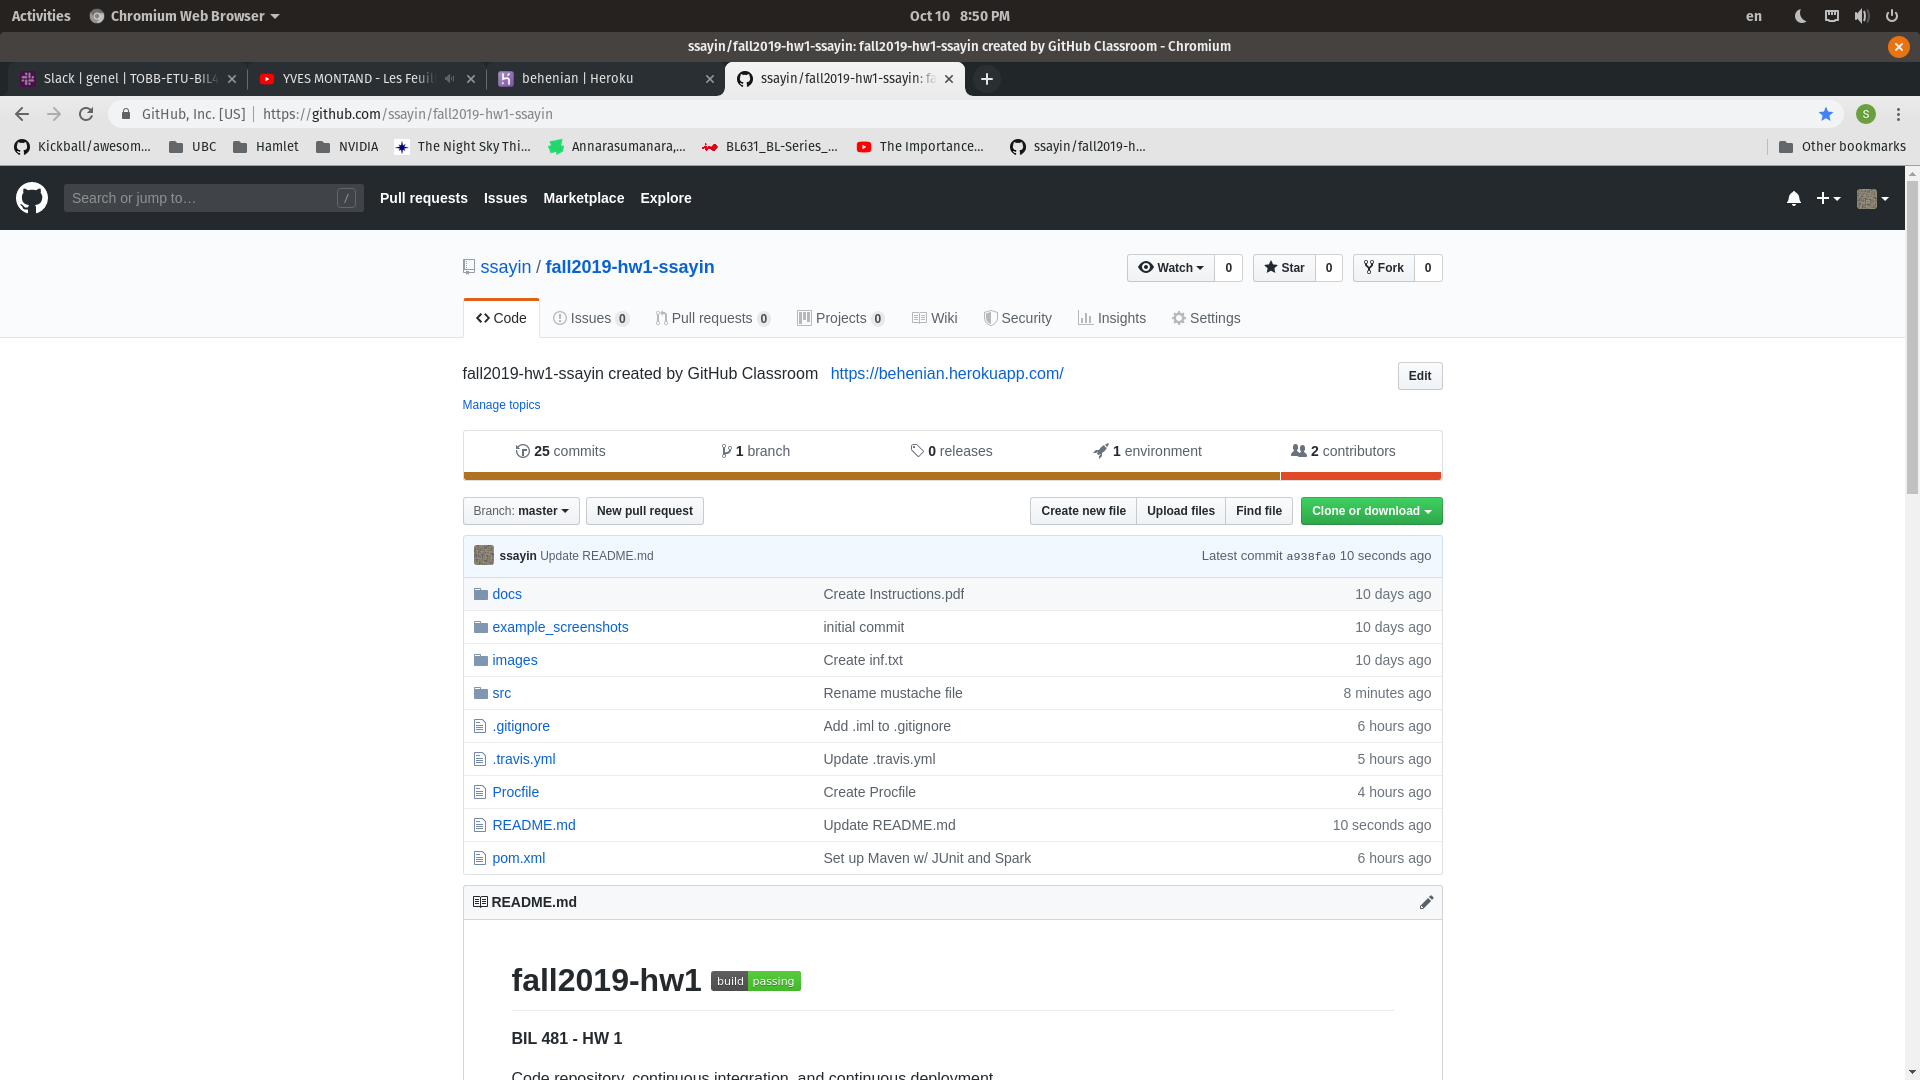 Activities Chromium Web Browser Oct 10 8:50 PM en
ssayin/fall2019-hw1-ssayin: fall2019-hw1-ssayin created by GitHub Classroom - Chromium
Slack | genel | TOBB-ETU-BIL4 YVES MONTAND - Les Feuil behenian | Heroku ssayin/fall2019-hw1-ssayin: fa
GitHub, Inc. [US] https://github.com/ssayin/fall2019-hw1-ssayin S
Kickball/awesom... UBC Hamlet NVIDIA The Night Sky Thi... Annarasumanara,... BL631_BL-Series_... The Importance... ssayin/fall2019-h... Other bookmarks
Search or jump to… / Pull requests Issues Marketplace Explore
ssayin / fall2019-hw1-ssayin Watch 0 Star 0 Fork 0
Code Issues 0 Pull requests 0 Projects 0 Wiki Security Insights Settings
fall2019-hw1-ssayin created by GitHub Classroom https://behenian.herokuapp.com/ Edit
Manage topics
25 commits 1 branch 0 releases 1 environment 2 contributors
Branch: master New pull request Create new file Upload files Find file Clone or download
ssayin Update README.md Latest commit a938fa0 10 seconds ago
docs Create Instructions.pdf 10 days ago
example_screenshots initial commit 10 days ago
images Create inf.txt 10 days ago
src Rename mustache file 8 minutes ago
.gitignore Add .iml to .gitignore 6 hours ago
.travis.yml Update .travis.yml 5 hours ago
Procfile Create Procfile 4 hours ago
README.md Update README.md 10 seconds ago
pom.xml Set up Maven w/ JUnit and Spark 6 hours ago
README.md
fall2019-hw1 build passing
BIL 481 - HW 1
Code repository, continuous integration, and continuous deployment